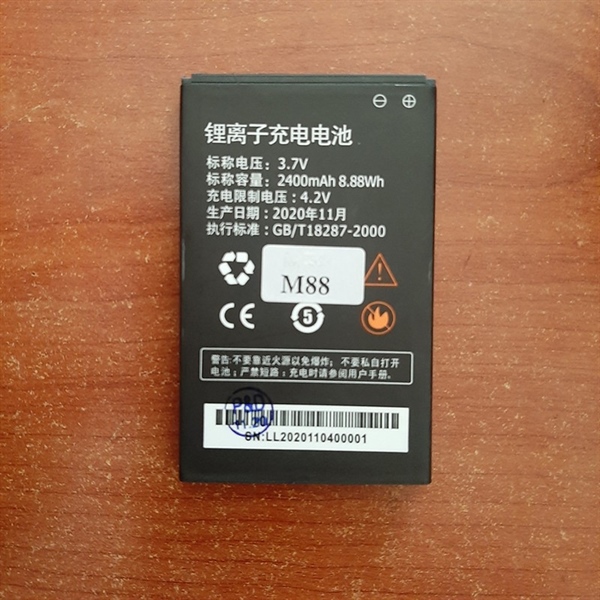 ⊖ ⊕
锂离子充电电池
标称电压：3.7V
标称容量：2400mAh 8.88Wh
充电限制电压：4.2V
生产日期：2020年11月
执行标准：GB/T18287-2000
M88
CE 5
警告:不要靠近火源以免爆炸；不要私自打开
电池；严禁短路；充电时请参阅用户手册.
P&D
11.20
SN:LL2020110400001